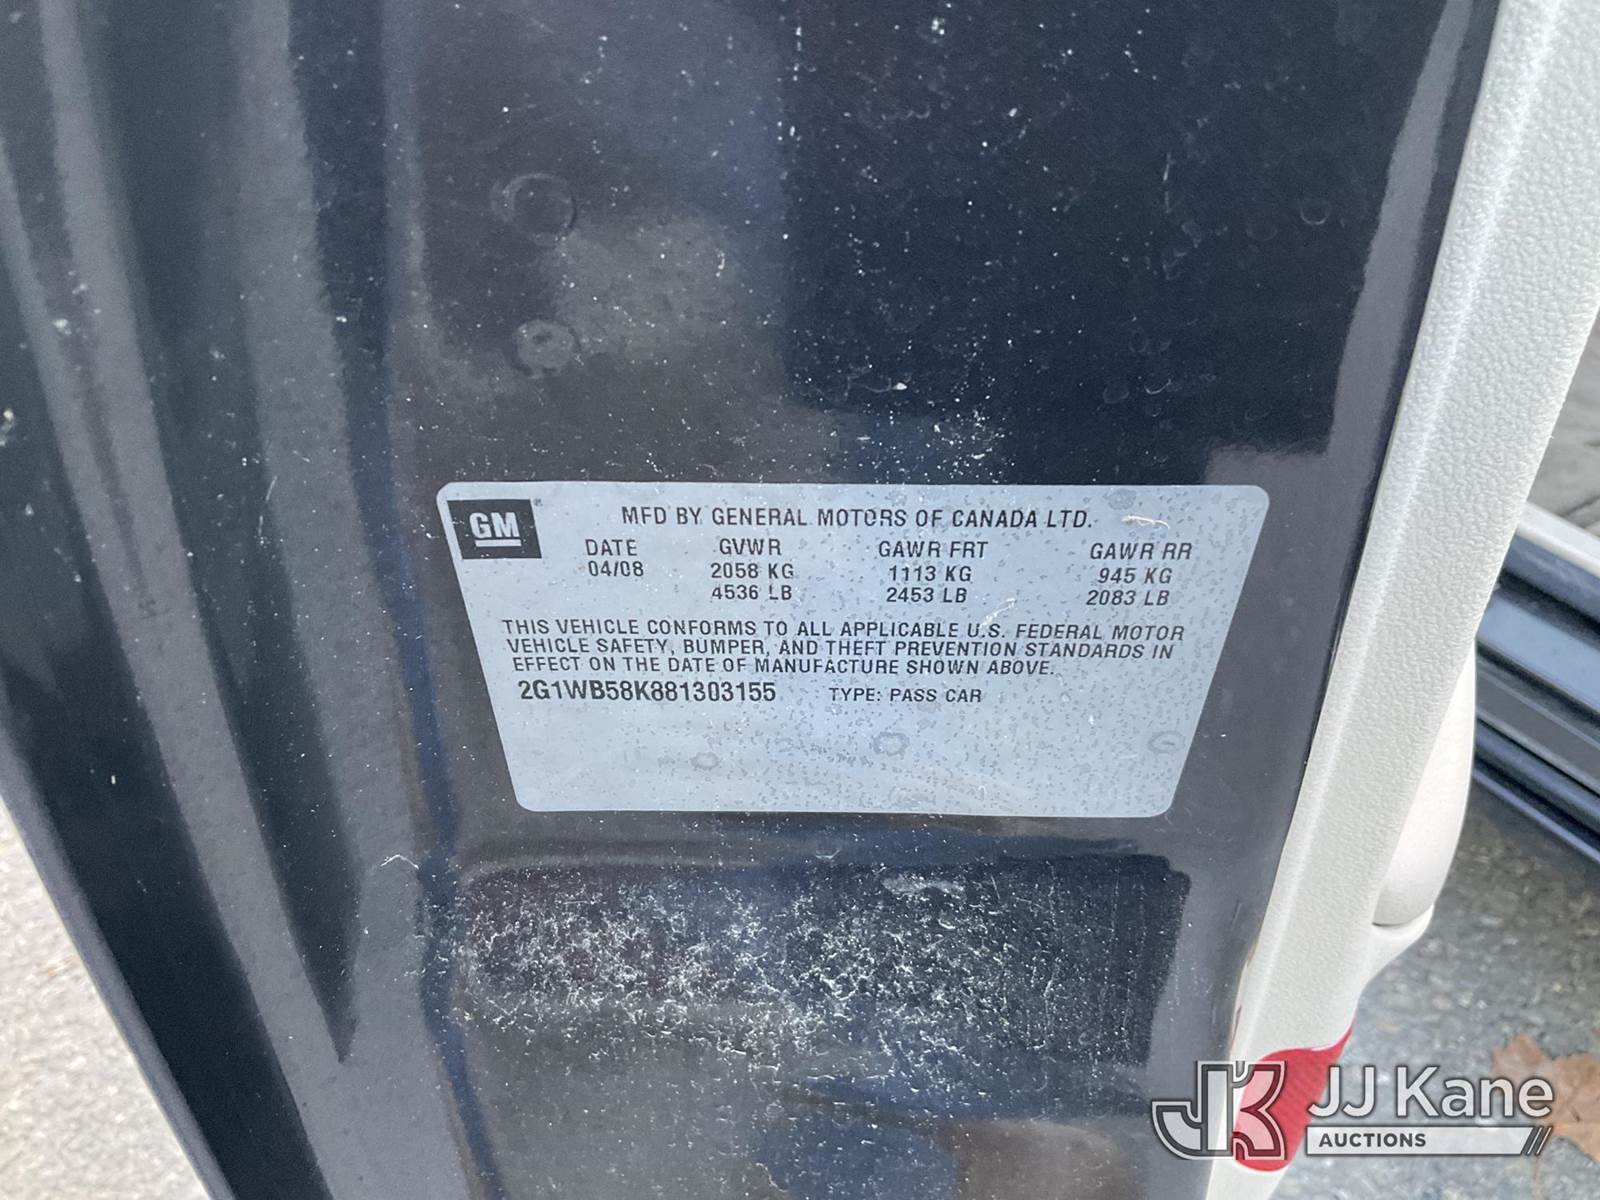 GM ®
MFD BY GENERAL MOTORS OF CANADA LTD.
DATE GVWR GAWR FRT GAWR RR
04/08 2058 KG 1113 KG 945 KG
4536 LB 2453 LB 2083 LB
THIS VEHICLE CONFORMS TO ALL APPLICABLE U.S. FEDERAL MOTOR
VEHICLE SAFETY, BUMPER, AND THEFT PREVENTION STANDARDS IN
EFFECT ON THE DATE OF MANUFACTURE SHOWN ABOVE.
2G1WB58K881303155 TYPE: PASS CAR
JK JJ Kane
AUCTIONS